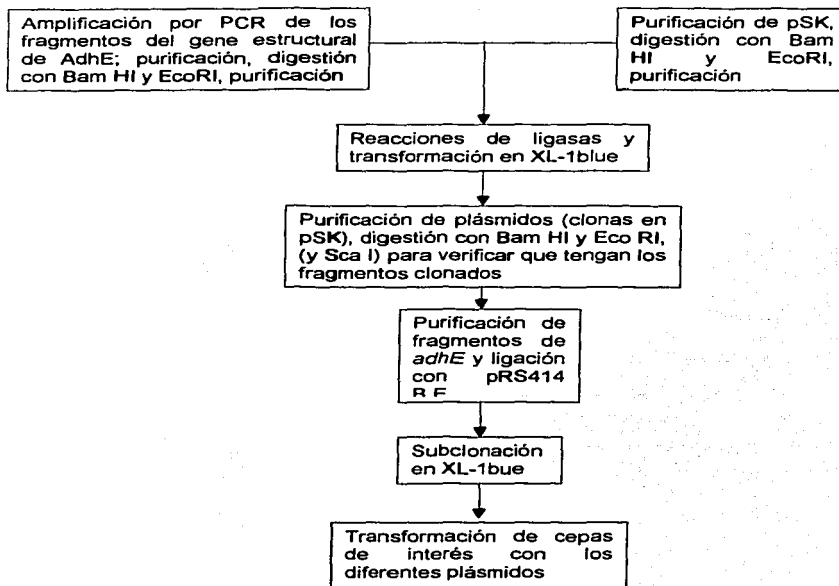 Amplificación por PCR de los
fragmentos del gene estructural
de AdhE; purificación, digestión
con Bam HI y EcoRI, purificación
Purificación de pSK,
digestión con Bam
HI y EcoRI,
purificación
Reacciones de ligasas y
transformación en XL-1blue
Purificación de plásmidos (clonas en
pSK), digestión con Bam HI y Eco RI,
(y Sca I) para verificar que tengan los
fragmentos clonados
Purificación de
fragmentos de
adhE y ligación
con pRS414
Subclonación
en XL-1bue
Transformación de cepas
de interés con los
diferentes plásmidos